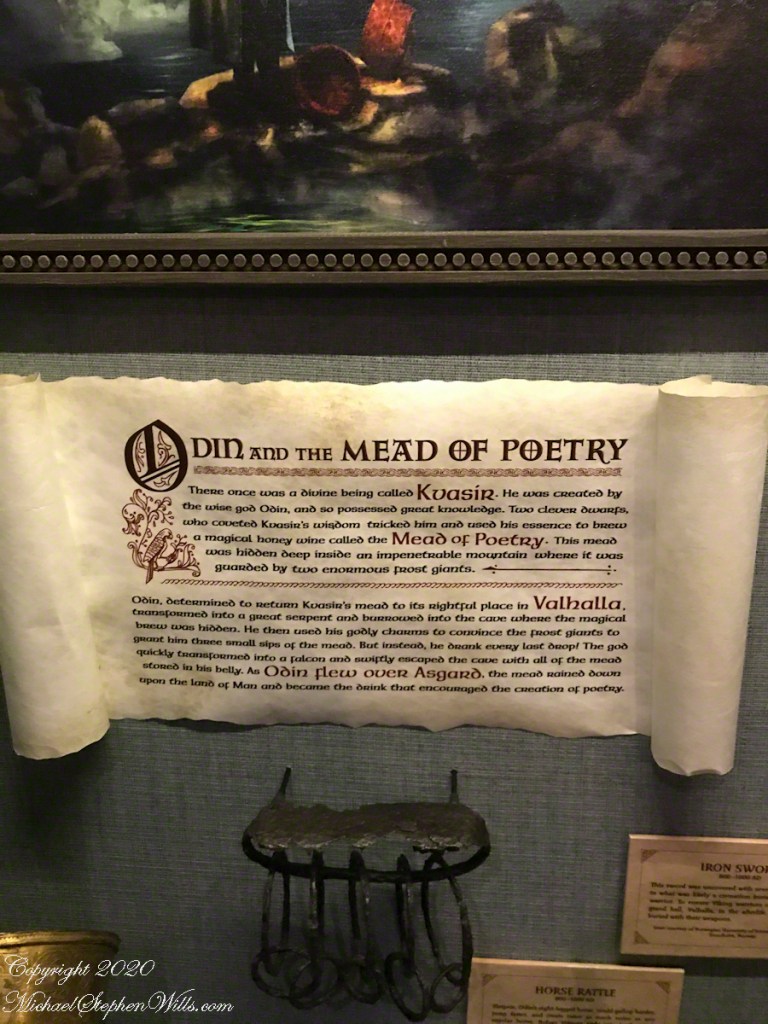 ODIN AND THE MEAD OF POETRY
There once was a divine being called Kvasir. He was created by
the wise god Odin, and so possessed great knowledge. Two clever dwarfs,
who coveted Kvasir's wisdom tricked him and used his essence to brew
a magical honey wine called the Mead of Poetry. This mead
was hidden deep inside an impenetrable mountain where it was
guarded by two enormous frost giants.
Odin, determined to return Kvasir's mead to its rightful place in Valhalla,
transformed into a great serpent and burrowed into the cave where the magical
brew was hidden. He then used his godly charms to convince the frost giants to
grant him three small sips of the mead. But instead, he drank every last drop! The god
quickly transformed into a falcon and swiftly escaped the cave with all of the mead
stored in his belly. As Odin flew over Asgard, the mead rained down
upon the land of Man and became the drink that encouraged the creation of poetry.
IRON SWO
This sword was uncovered with
buried with their weapons.
HORSE RATTLE
Copyright 2020
MichaelStephenWills.com